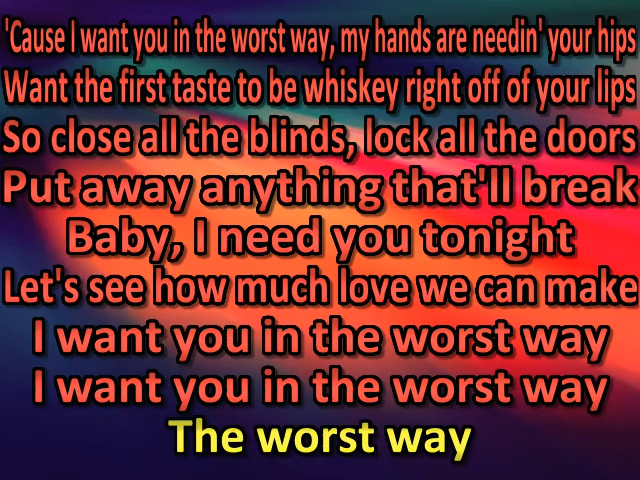 'Cause I want you in the worst way, my hands are needin' your hips
Want the first taste to be whiskey right off of your lips
So close all the blinds, lock all the doors
Put away anything that'll break
Baby, I need you tonight
Let's see how much love we can make
I want you in the worst way
I want you in the worst way
The worst way